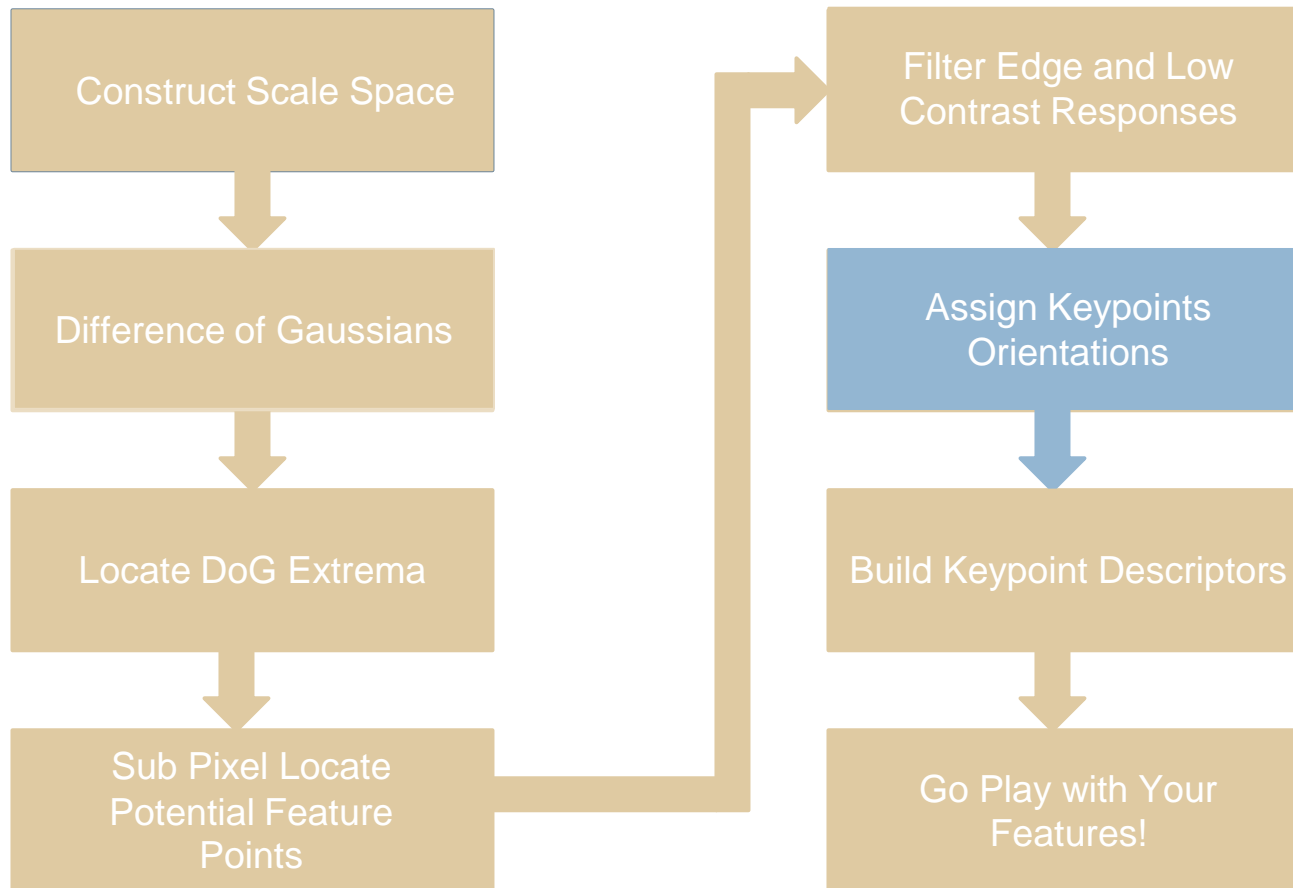 Construct Scale Space
Difference of Gaussians
Locate DoG Extrema
Sub Pixel Locate
Potential Feature
Points
Filter Edge and Low
Contrast Responses
Assign Keypoints
Orientations
Build Keypoint Descriptors
Go Play with Your
Features!